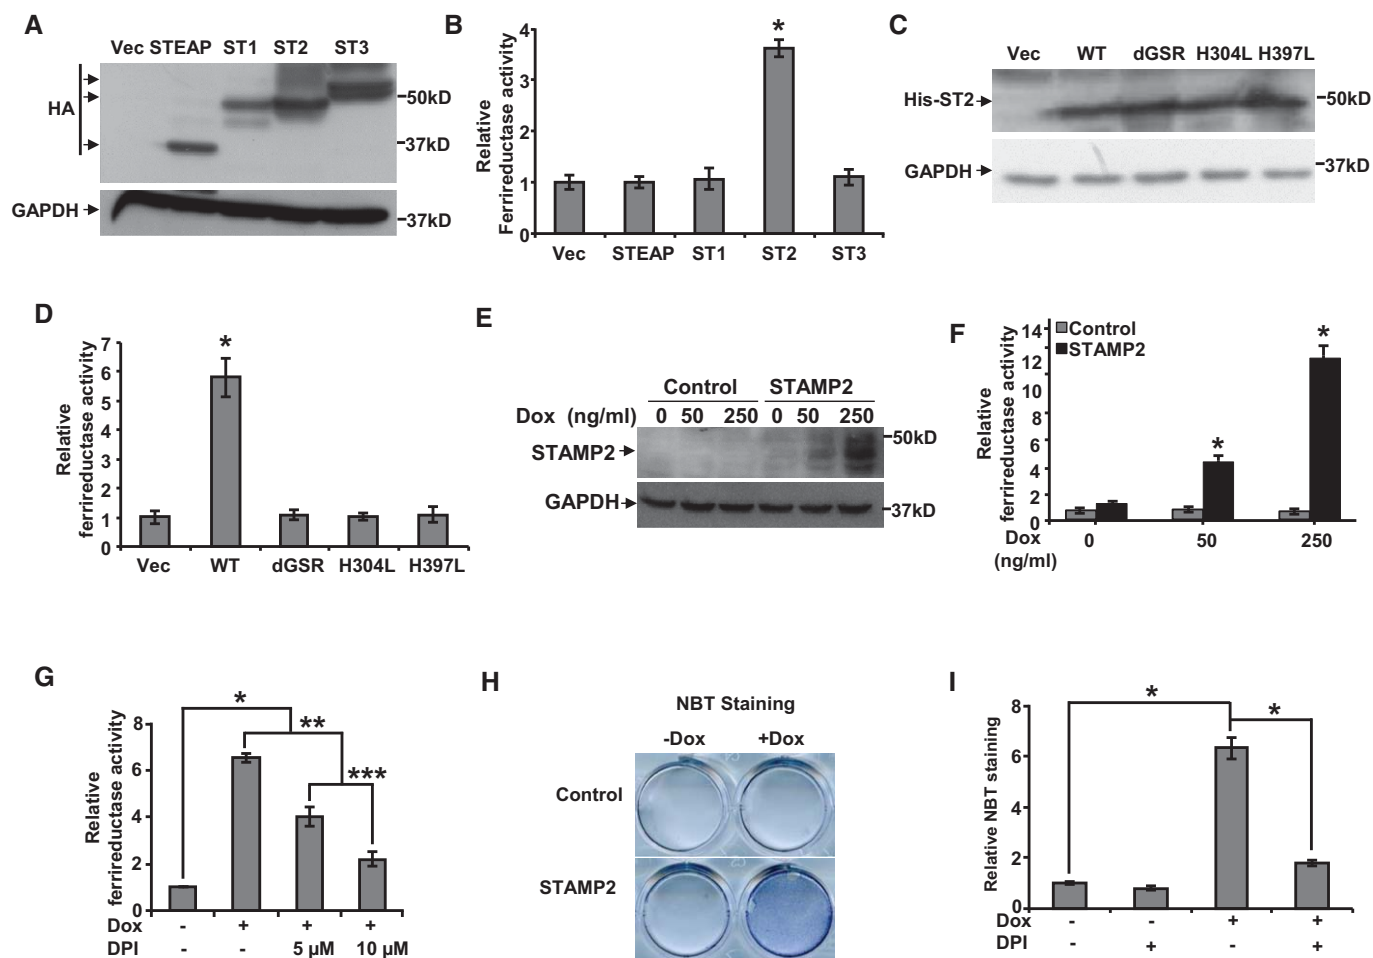 A
Vec STEAP ST1 ST2 ST3
HA
50kD
37kD
GAPDH
37kD
B
Relative
Ferrireductase activity
4
3
2
1
0
*
Vec STEAP ST1 ST2 ST3
C
Vec WT dGSR H304L H397L
His-ST2
50kD
GAPDH
37kD
D
Relative
ferrireductase activity
7
6
5
4
3
2
1
0
*
Vec WT dGSR H304L H397L
E
Control STAMP2
Dox (ng/ml) 0 50 250 0 50 250
STAMP2
50kD
GAPDH
37kD
F
Relative
ferrireductase activity
14
12
10
8
6
4
2
0
Control
STAMP2
*
*
Dox 0 50 250
(ng/ml)
G
Relative
ferrireductase activity
8
6
4
2
0
*
**
***
Dox - + + +
DPI - - 5 µM 10 µM
H
NBT Staining
-Dox +Dox
Control
STAMP2
I
Relative NBT staining
8
6
4
2
0
*
*
Dox - - + +
DPI - + - +